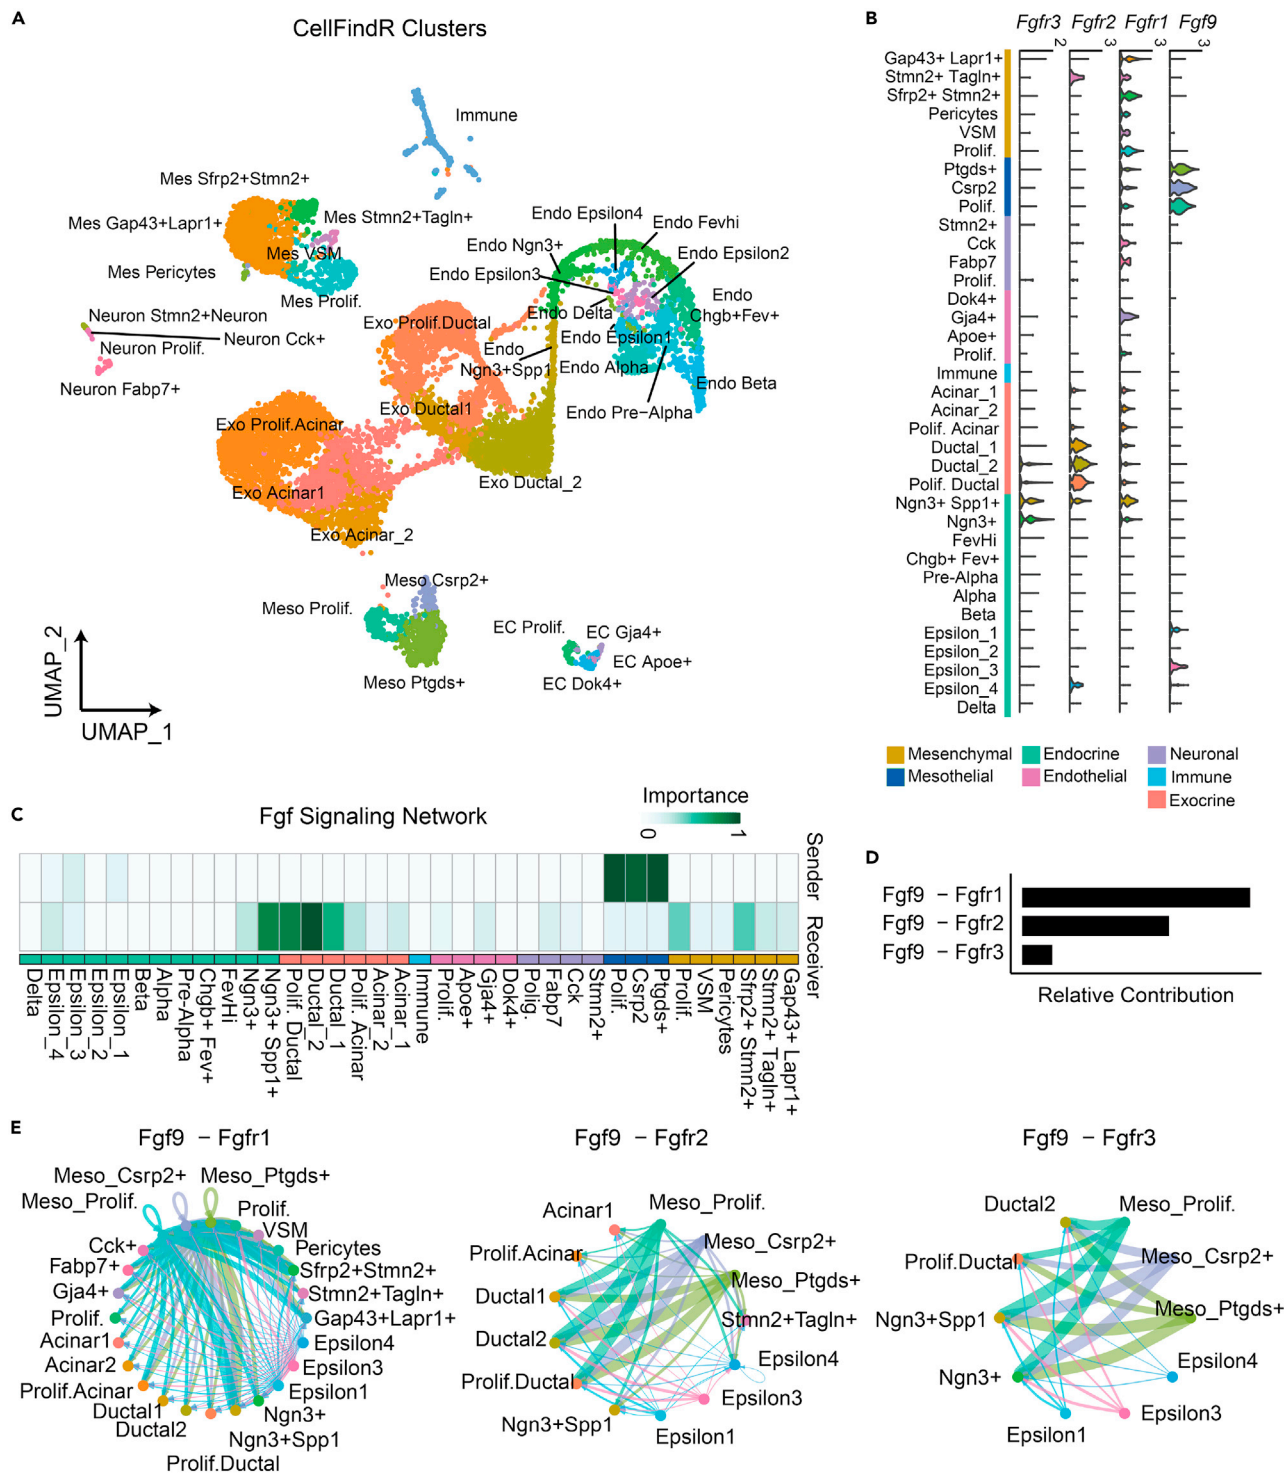 A
CellFindR Clusters
Immune
Mes Sfrp2+Stmn2+
Mes Gap43+Lapr1+
Mes Stmn2+Tagln+
Mes VSM
Mes Pericytes
Mes Prolif.
Neuron Stmn2+Neuron
Neuron Cck+
Neuron Prolif.
Neuron Fabp7+
Endo Epsilon4
Endo Fevhi
Endo Ngn3+
Endo Epsilon2
Endo Epsilon3
Endo Delta
Endo
Chgb+Fev+
Endo Epsilon1
Endo
Ngn3+Spp1
Endo Alpha
Endo Beta
Endo Pre-Alpha
Exo Prolif.Ductal
Exo Ductal1
Exo Prolif.Acinar
Exo Ductal_2
Exo Acinar1
Exo Acinar_2
Meso Csrp2+
Meso Prolif.
Meso Ptgds+
EC Prolif.
EC Gja4+
EC Apoe+
EC Dok4+
UMAP_2
UMAP_1
B
Fgfr3 Fgfr2 Fgfr1 Fgf9
2 3 3 3
Gap43+ Lapr1+
Stmn2+ Tagln+
Sfrp2+ Stmn2+
Pericytes
VSM
Prolif.
Ptgds+
Csrp2
Polif.
Stmn2+
Cck
Fabp7
Prolif.
Dok4+
Gja4+
Apoe+
Prolif.
Immune
Acinar_1
Acinar_2
Polif. Acinar
Ductal_1
Ductal_2
Polif. Ductal
Ngn3+ Spp1+
Ngn3+
FevHi
Chgb+ Fev+
Pre-Alpha
Alpha
Beta
Epsilon_1
Epsilon_2
Epsilon_3
Epsilon_4
Delta
Mesenchymal
Endocrine
Neuronal
Mesothelial
Endothelial
Immune
Exocrine
C
Fgf Signaling Network
Importance
0 1
Sender
Receiver
Delta
Epsilon_4
Epsilon_3
Epsilon_2
Epsilon_1
Beta
Alpha
Pre-Alpha
Chgb+ Fev+
FevHi
Ngn3+
Ngn3+ Spp1+
Polif. Ductal
Ductal_2
Ductal_1
Polif. Acinar
Acinar_2
Acinar_1
Immune
Prolif.
Apoe+
Gja4+
Dok4+
Polig.
Fabp7
Cck
Stmn2+
Polif.
Csrp2
Ptgds+
Prolif.
VSM
Pericytes
Sfrp2+ Stmn2+
Stmn2+ Tagln+
Gap43+ Lapr1+
D
Fgf9 – Fgfr1
Fgf9 – Fgfr2
Fgf9 – Fgfr3
Relative Contribution
E
Fgf9 – Fgfr1
Meso_Csrp2+
Meso_Ptgds+
Meso_Prolif.
Prolif.
VSM
Cck+
Pericytes
Fabp7+
Sfrp2+Stmn2+
Gja4+
Stmn2+Tagln+
Prolif.
Gap43+Lapr1+
Acinar1
Epsilon4
Acinar2
Epsilon3
Prolif.Acinar
Epsilon1
Ductal1
Ngn3+
Ductal2
Ngn3+Spp1
Prolif.Ductal
Fgf9 – Fgfr2
Acinar1
Meso_Prolif.
Prolif.Acinar
Meso_Csrp2+
Ductal1
Meso_Ptgds+
Stmn2+Tagln+
Ductal2
Epsilon4
Prolif.Ductal
Epsilon3
Ngn3+Spp1
Epsilon1
Fgf9 – Fgfr3
Ductal2
Meso_Prolif.
Prolif.Ductal
Meso_Csrp2+
Ngn3+Spp1
Meso_Ptgds+
Ngn3+
Epsilon4
Epsilon3
Epsilon1